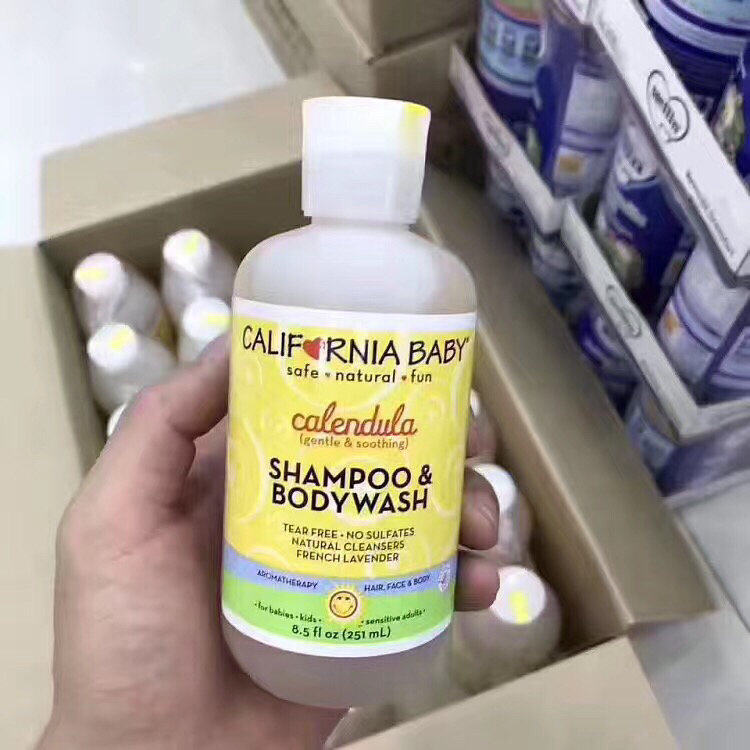 CALIFORNIA BABY
safe • natural • fun
calendula
(gentle & soothing)
SHAMPOO &
BODYWASH
TEAR FREE • NO SULFATES
NATURAL CLEANSERS
FRENCH LAVENDER
AROMATHERAPY
HAIR, FACE & BODY
• for babies • kids •
• sensitive adults •
8.5 fl oz (251 mL)